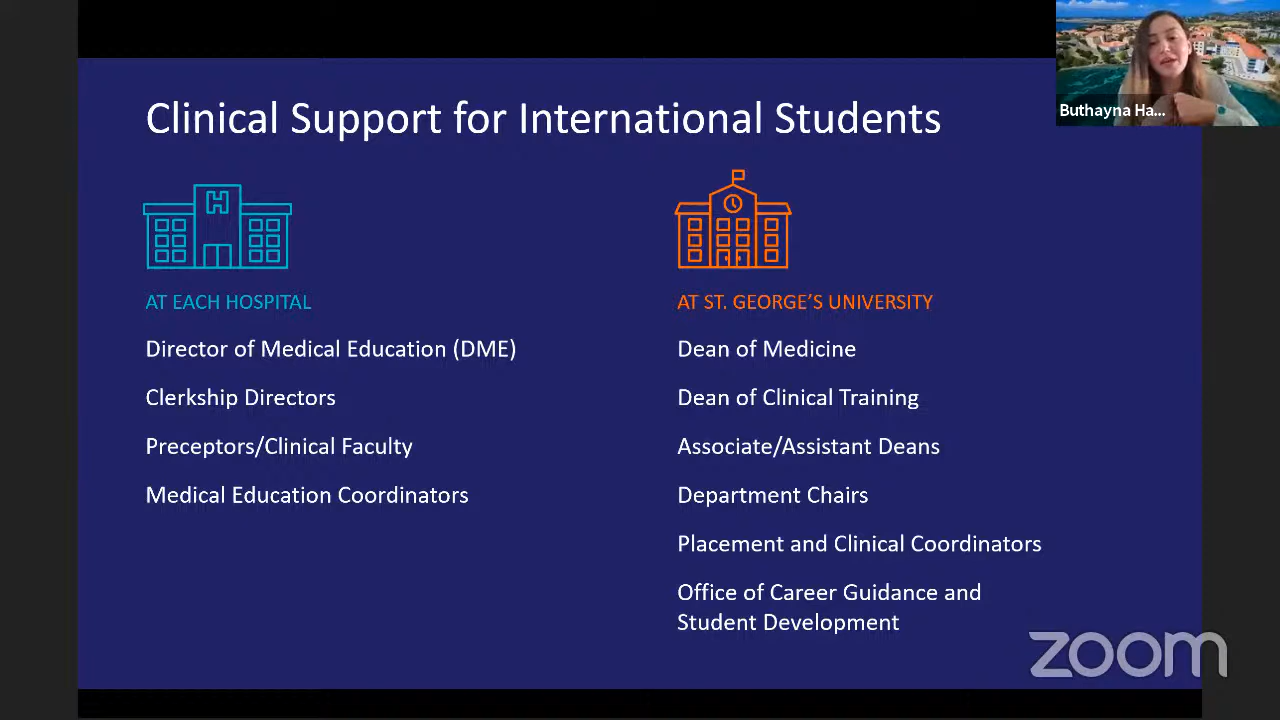 Clinical Support for International Students
Buthayna Ha...
H
AT EACH HOSPITAL
Director of Medical Education (DME)
Clerkship Directors
Preceptors/Clinical Faculty
Medical Education Coordinators
AT ST. GEORGE’S UNIVERSITY
Dean of Medicine
Dean of Clinical Training
Associate/Assistant Deans
Department Chairs
Placement and Clinical Coordinators
Office of Career Guidance and
Student Development
zoom